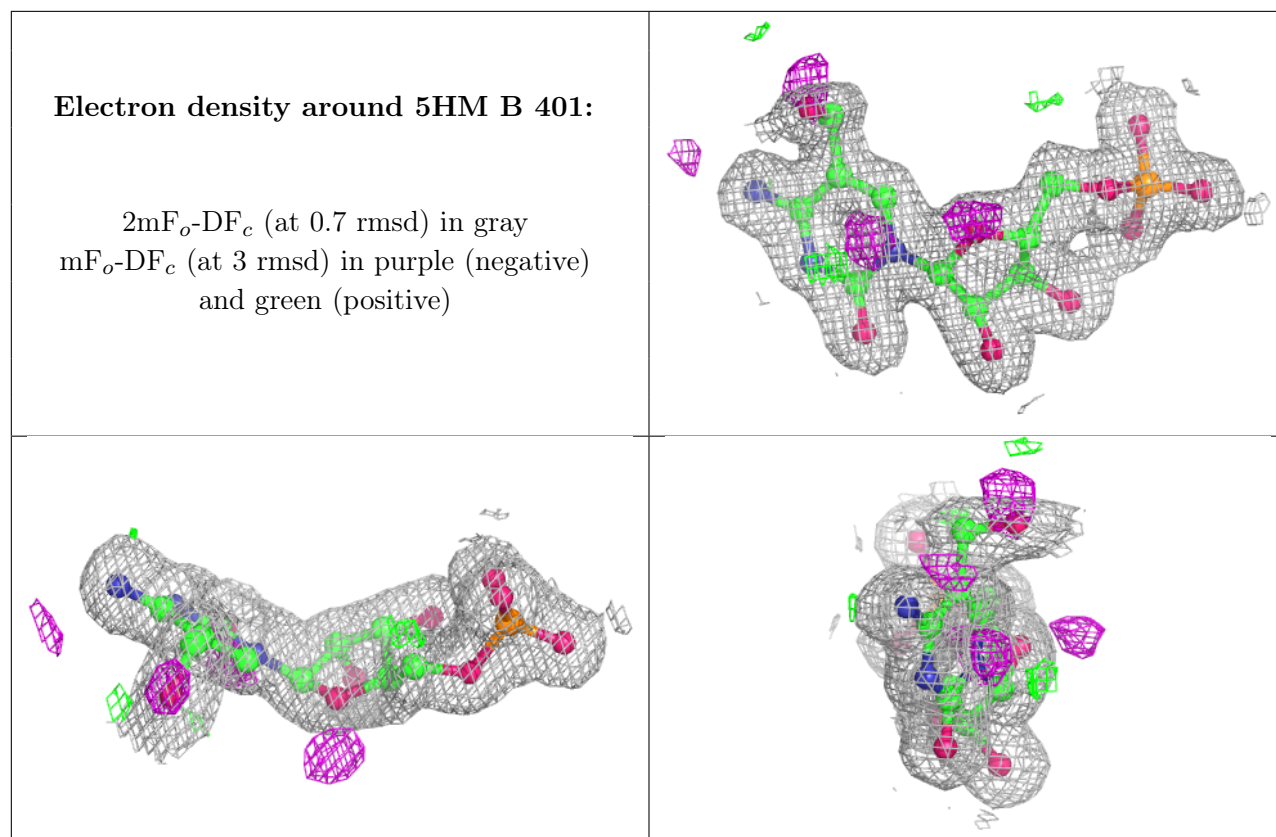 Electron density around 5HM B 401:
2mFₒ-DF𝒸 (at 0.7 rmsd) in gray
mFₒ-DF𝒸 (at 3 rmsd) in purple (negative)
and green (positive)